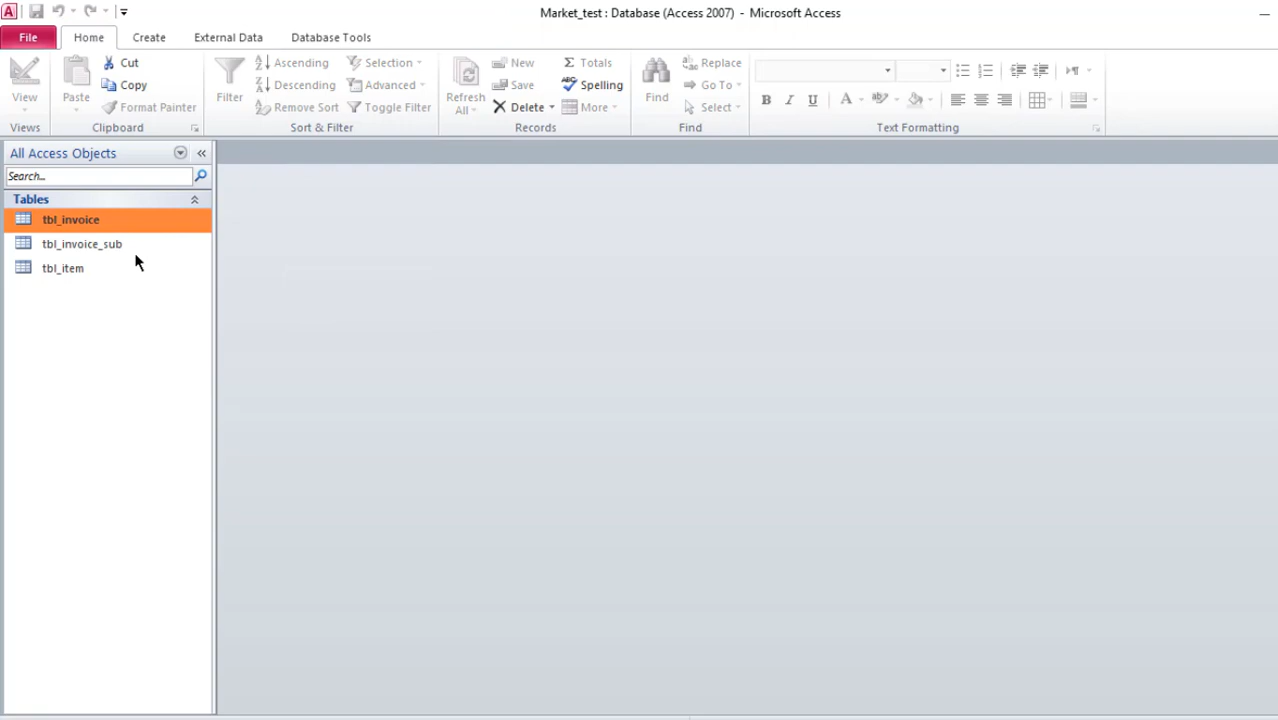 Market_test : Database (Access 2007) - Microsoft Access
File Home Create External Data Database Tools
Cut Ascending Selection New Totals Replace
Copy Descending Advanced Save Spelling Go To
View Paste Format Painter Filter Remove Sort Toggle Filter Refresh All Delete More Find Select B I U A ab
Views Clipboard Sort & Filter Records Find Text Formatting
All Access Objects
Search...
Tables
tbl_invoice
tbl_invoice_sub
tbl_item